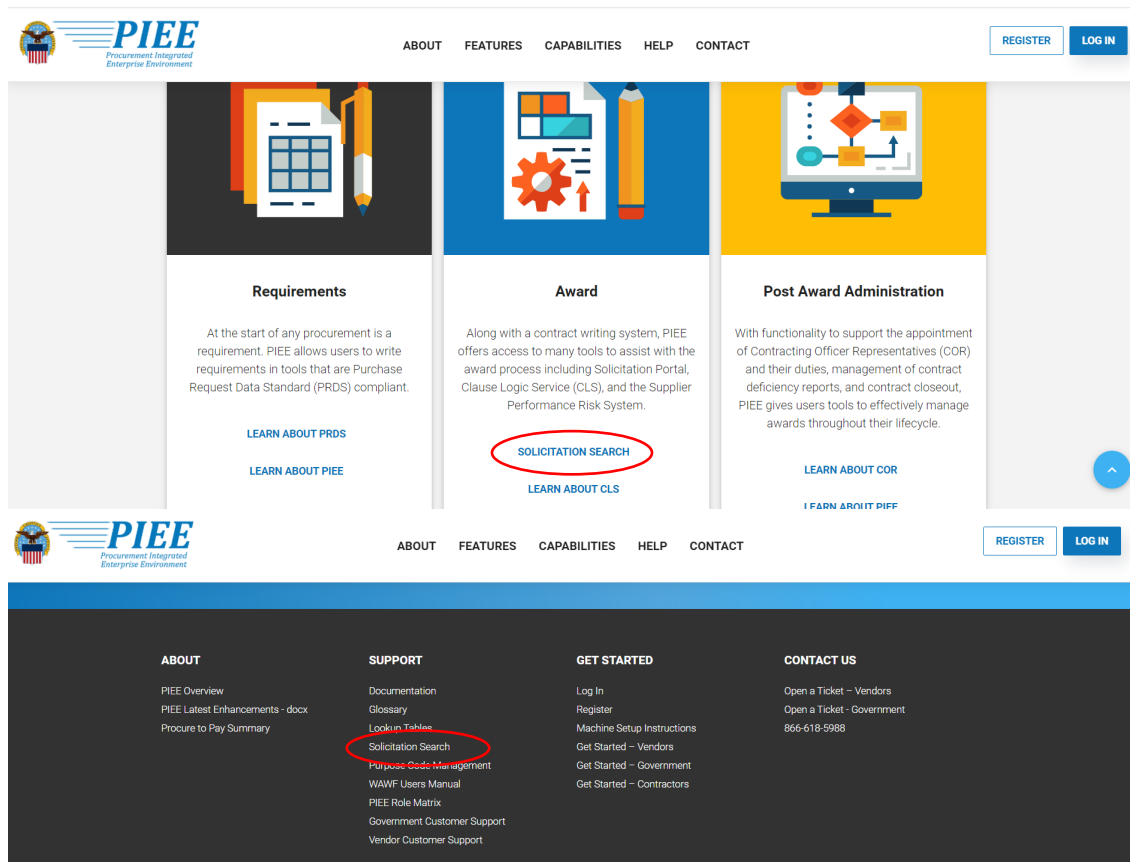 PIEE
Procurement Integrated
Enterprise Environment
ABOUT FEATURES CAPABILITIES HELP CONTACT
REGISTER LOG IN
Requirements
At the start of any procurement is a
requirement. PIEE allows users to write
requirements in tools that are Purchase
Request Data Standard (PRDS) compliant.
LEARN ABOUT PRDS
LEARN ABOUT PIEE
Award
Along with a contract writing system, PIEE
offers access to many tools to assist with the
award process including Solicitation Portal,
Clause Logic Service (CLS), and the Supplier
Performance Risk System.
SOLICITATION SEARCH
LEARN ABOUT CLS
Post Award Administration
With functionality to support the appointment
of Contracting Officer Representatives (COR)
and their duties, management of contract
deficiency reports, and contract closeout,
PIEE gives users tools to effectively manage
awards throughout their lifecycle.
LEARN ABOUT COR
LEARN ABOUT PIEE
PIEE
Procurement Integrated
Enterprise Environment
ABOUT FEATURES CAPABILITIES HELP CONTACT
REGISTER LOG IN
ABOUT
PIEE Overview
PIEE Latest Enhancements - docx
Procure to Pay Summary
SUPPORT
Documentation
Glossary
Lookup Tables
Solicitation Search
Purpose Code Management
WAWF Users Manual
PIEE Role Matrix
Government Customer Support
Vendor Customer Support
GET STARTED
Log In
Register
Machine Setup Instructions
Get Started – Vendors
Get Started – Government
Get Started – Contractors
CONTACT US
Open a Ticket – Vendors
Open a Ticket - Government
866-618-5988